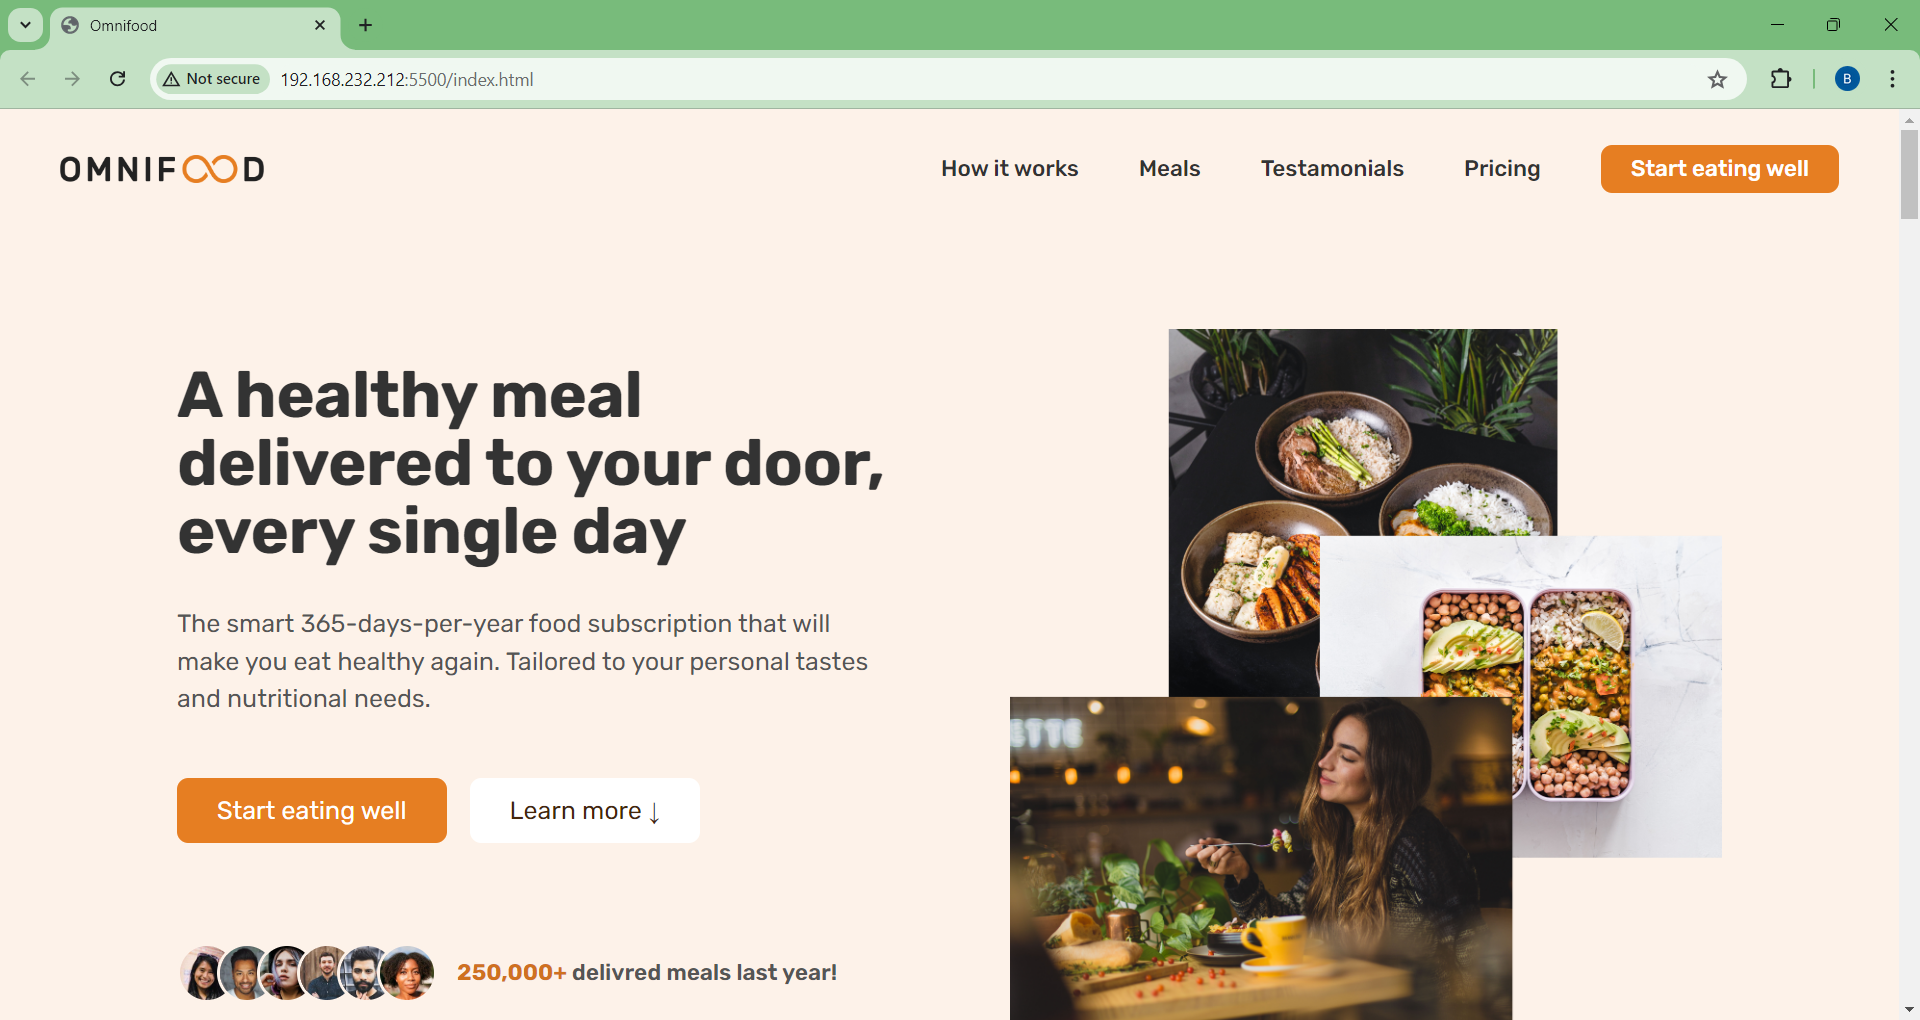 Omnifood
Not secure 192.168.232.212:5500/index.html B
OMNIFOOD How it works Meals Testamonials Pricing Start eating well
A healthy meal
delivered to your door,
every single day
The smart 365-days-per-year food subscription that will
make you eat healthy again. Tailored to your personal tastes
and nutritional needs.
Start eating well Learn more ↓
ETTE
250,000+ delivred meals last year!